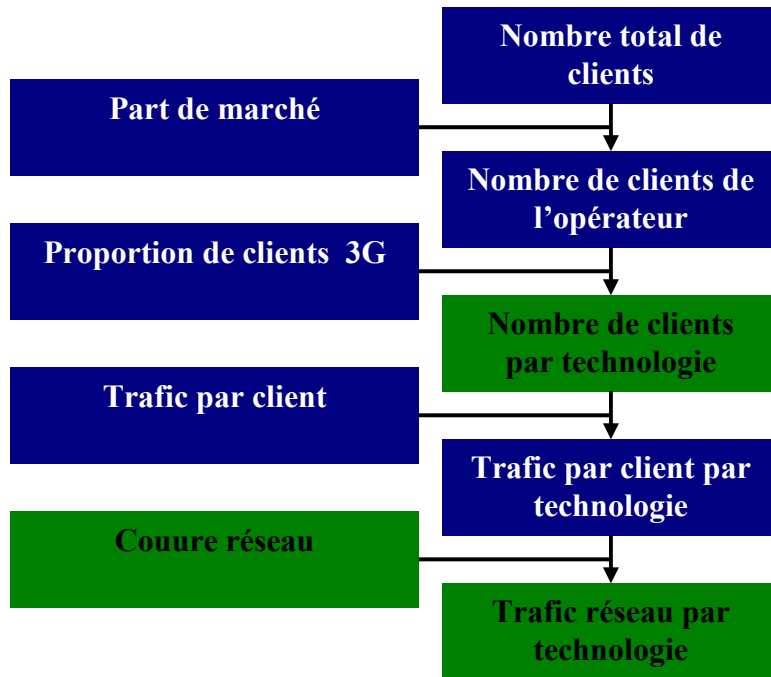 Nombre total de
clients
Part de marché
Nombre de clients de
l’opérateur
Proportion de clients 3G
Nombre de clients
par technologie
Trafic par client
Trafic par client par
technologie
Couure réseau
Trafic réseau par
technologie